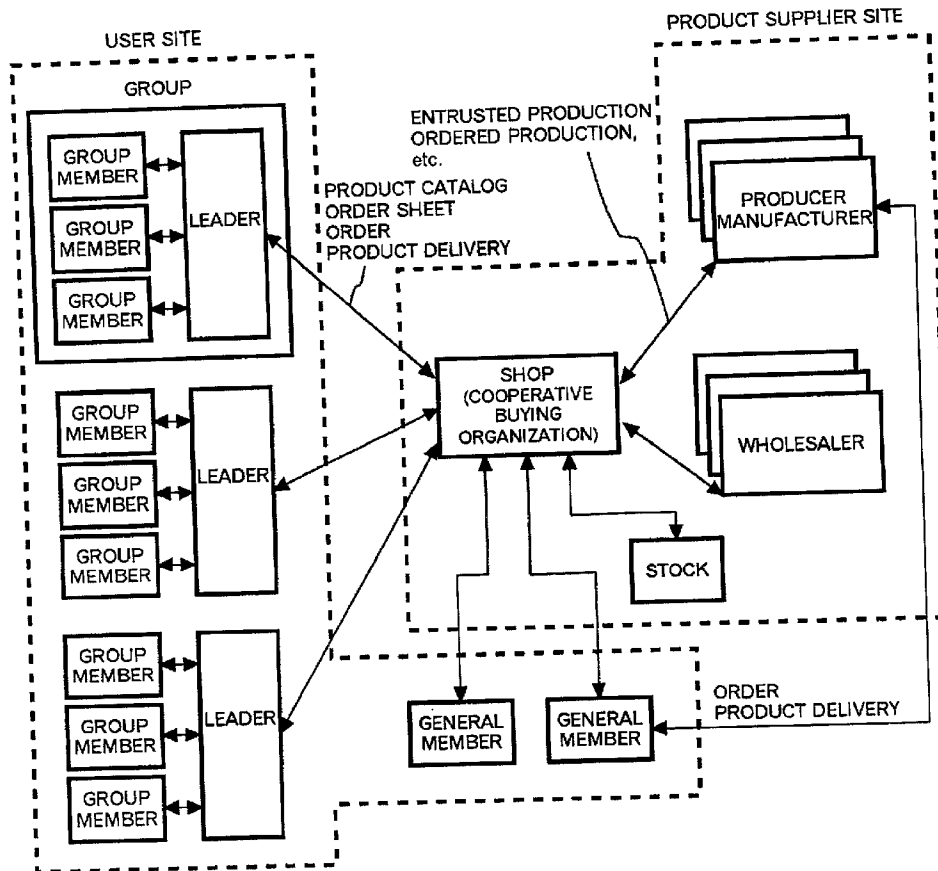 USER SITE
PRODUCT SUPPLIER SITE
GROUP
GROUP
MEMBER
GROUP
MEMBER
GROUP
MEMBER
LEADER
PRODUCT CATALOG
ORDER SHEET
ORDER
PRODUCT DELIVERY
ENTRUSTED PRODUCTION
ORDERED PRODUCTION,
etc.
PRODUCER
MANUFACTURER
SHOP
(COOPERATIVE
BUYING
ORGANIZATION)
WHOLESALER
STOCK
GROUP
MEMBER
GROUP
MEMBER
GROUP
MEMBER
LEADER
GROUP
MEMBER
GROUP
MEMBER
GROUP
MEMBER
LEADER
GENERAL
MEMBER
GENERAL
MEMBER
ORDER
PRODUCT DELIVERY